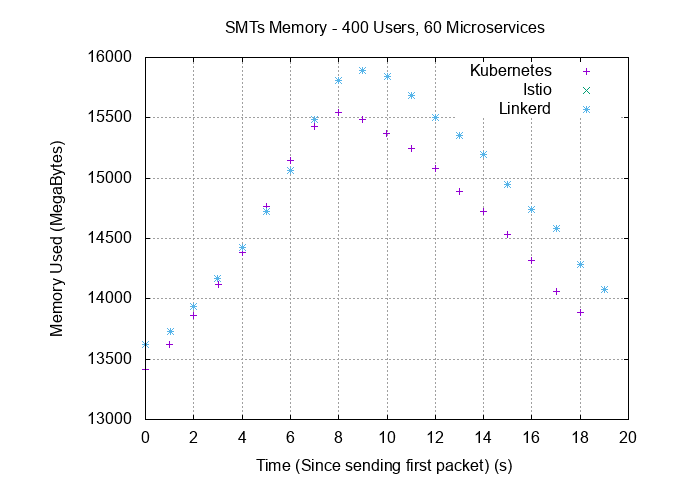 SMTs Memory - 400 Users, 60 Microservices
16000
15500
15000
14500
14000
13500
13000
Memory Used (MegaBytes)
Kubernetes
Istio
Linkerd
0 2 4 6 8 10 12 14 16 18 20
Time (Since sending first packet) (s)